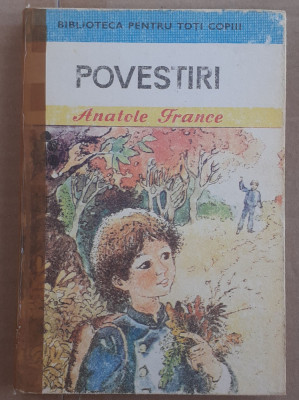 BIBLIOTECA PENTRU TOȚI COPIII
POVESTIRI
Anatole France